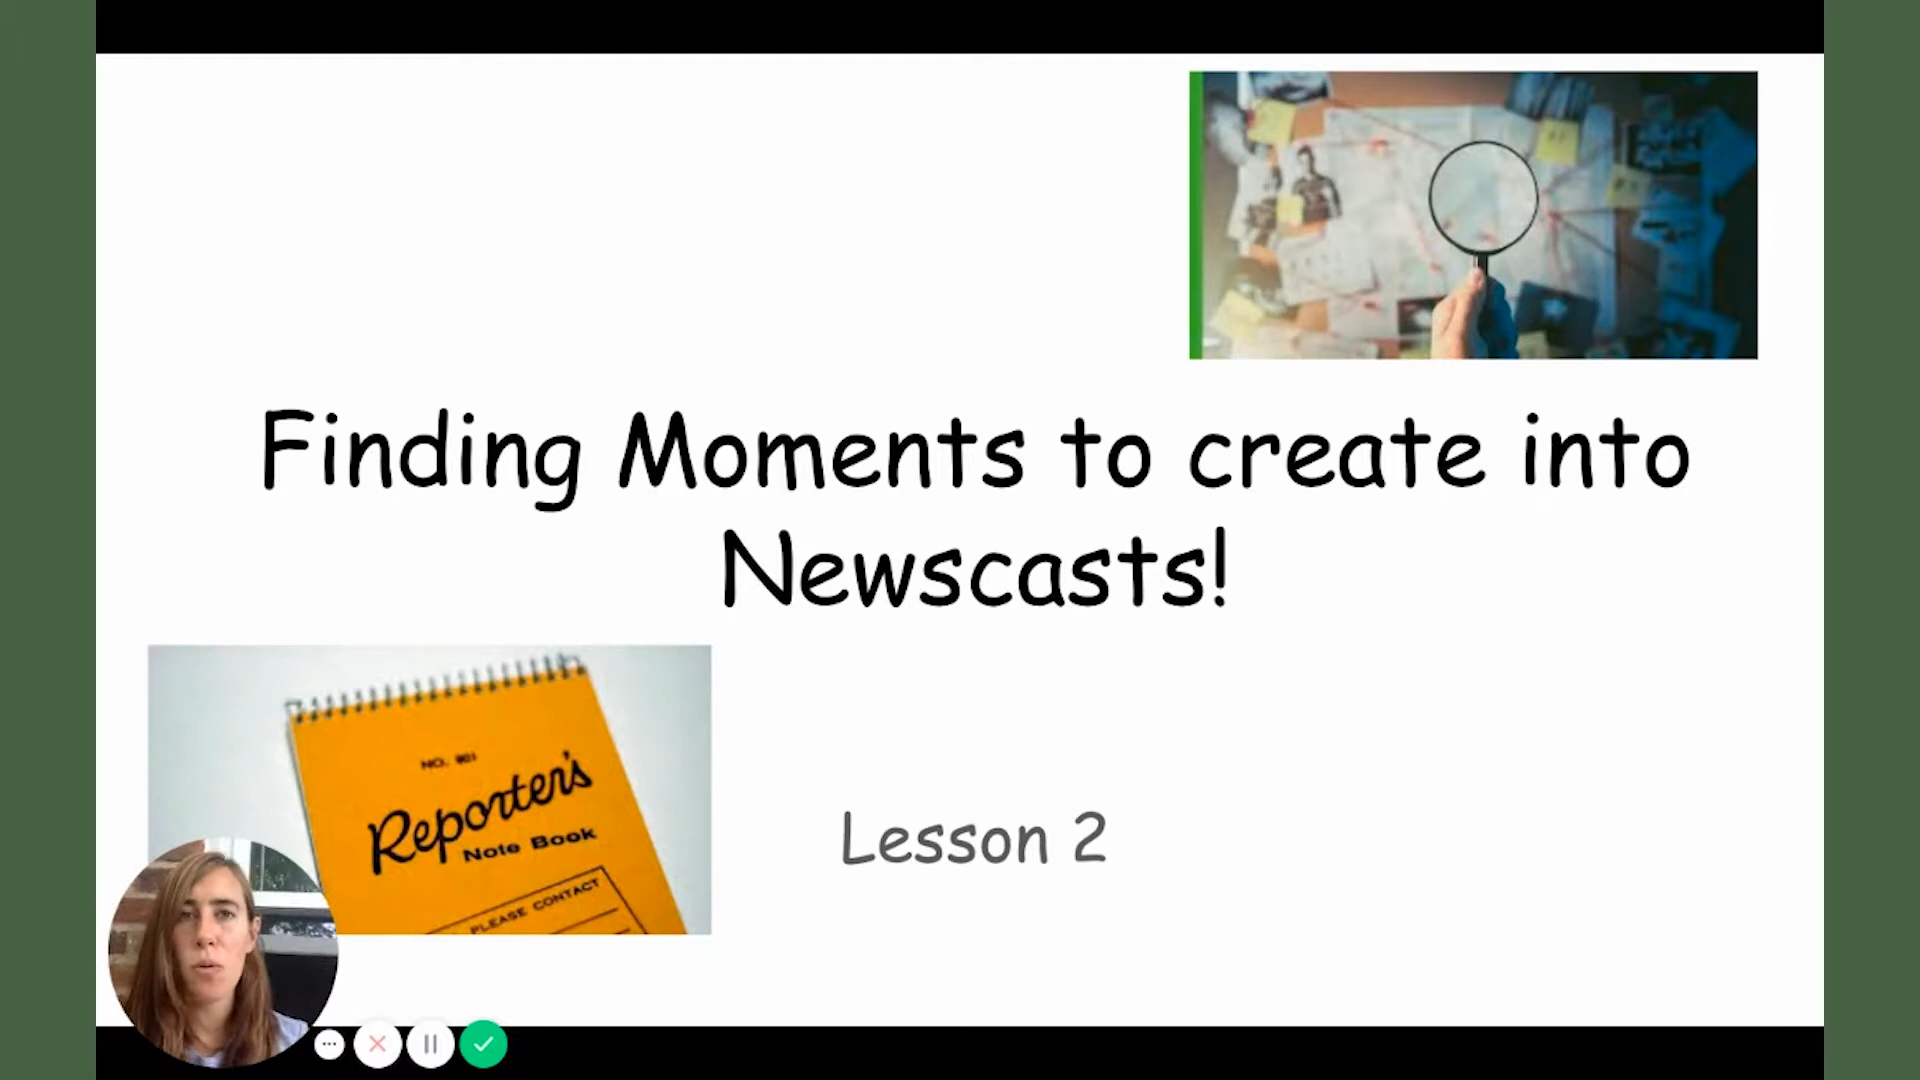 Finding Moments to create into
Newscasts!
NO. 801
Reporter's
Note Book
PLEASE CONTACT
Lesson 2